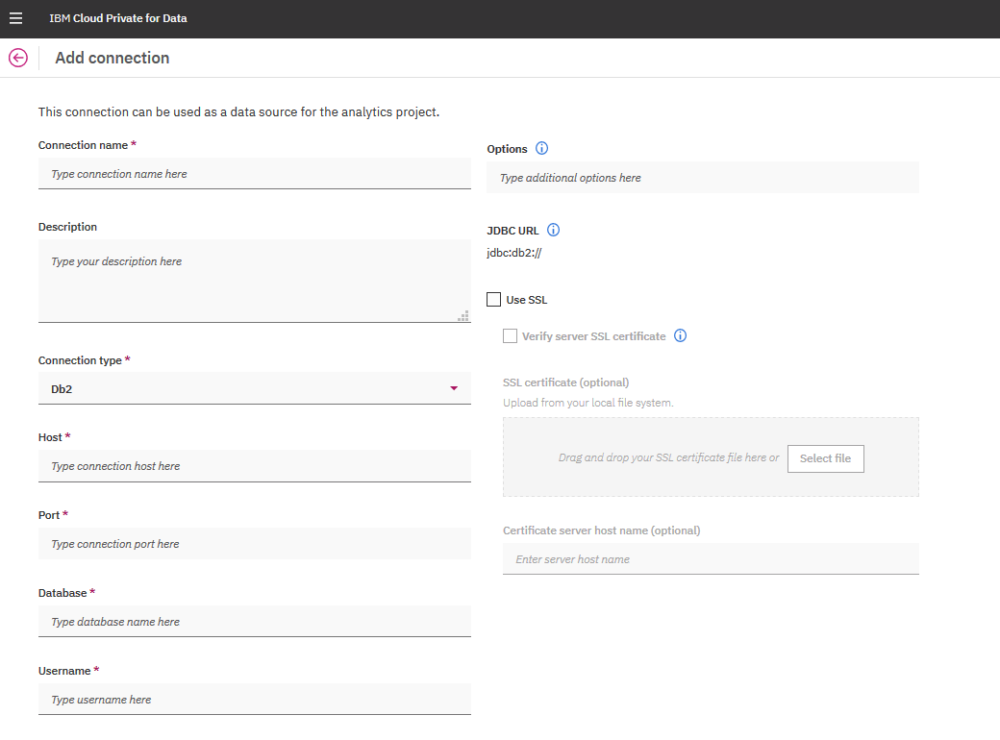 IBM Cloud Private for Data
Add connection
This connection can be used as a data source for the analytics project.
Connection name *
Type connection name here
Description
Type your description here
Connection type *
Db2
Host *
Type connection host here
Port *
Type connection port here
Database *
Type database name here
Username *
Type username here
Options
Type additional options here
JDBC URL
jdbc:db2://
Use SSL
Verify server SSL certificate
SSL certificate (optional)
Upload from your local file system.
Drag and drop your SSL certificate file here or
Select file
Certificate server host name (optional)
Enter server host name